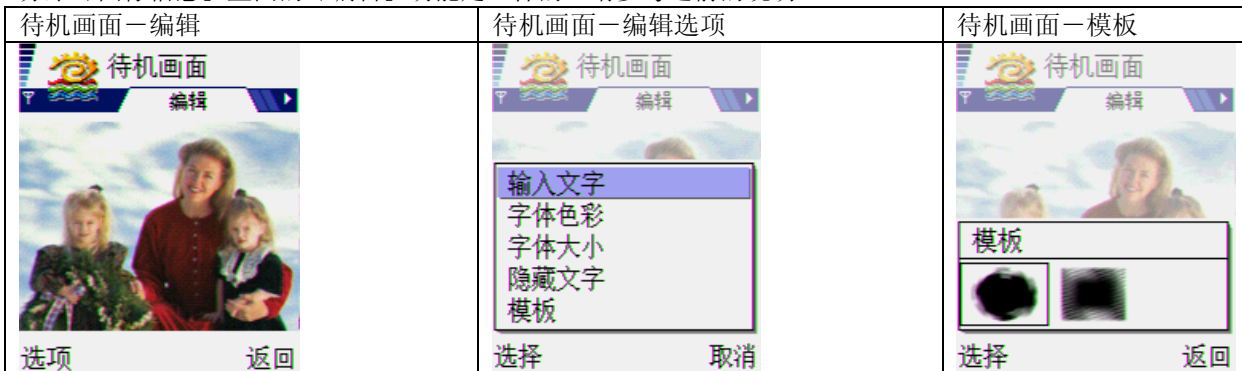 待机画面－编辑
待机画面－编辑选项
待机画面－模板
待机画面
编辑
选项
返回
待机画面
编辑
输入文字
字体色彩
字体大小
隐藏文字
模板
选择
取消
待机画面
编辑
模板
选择
返回